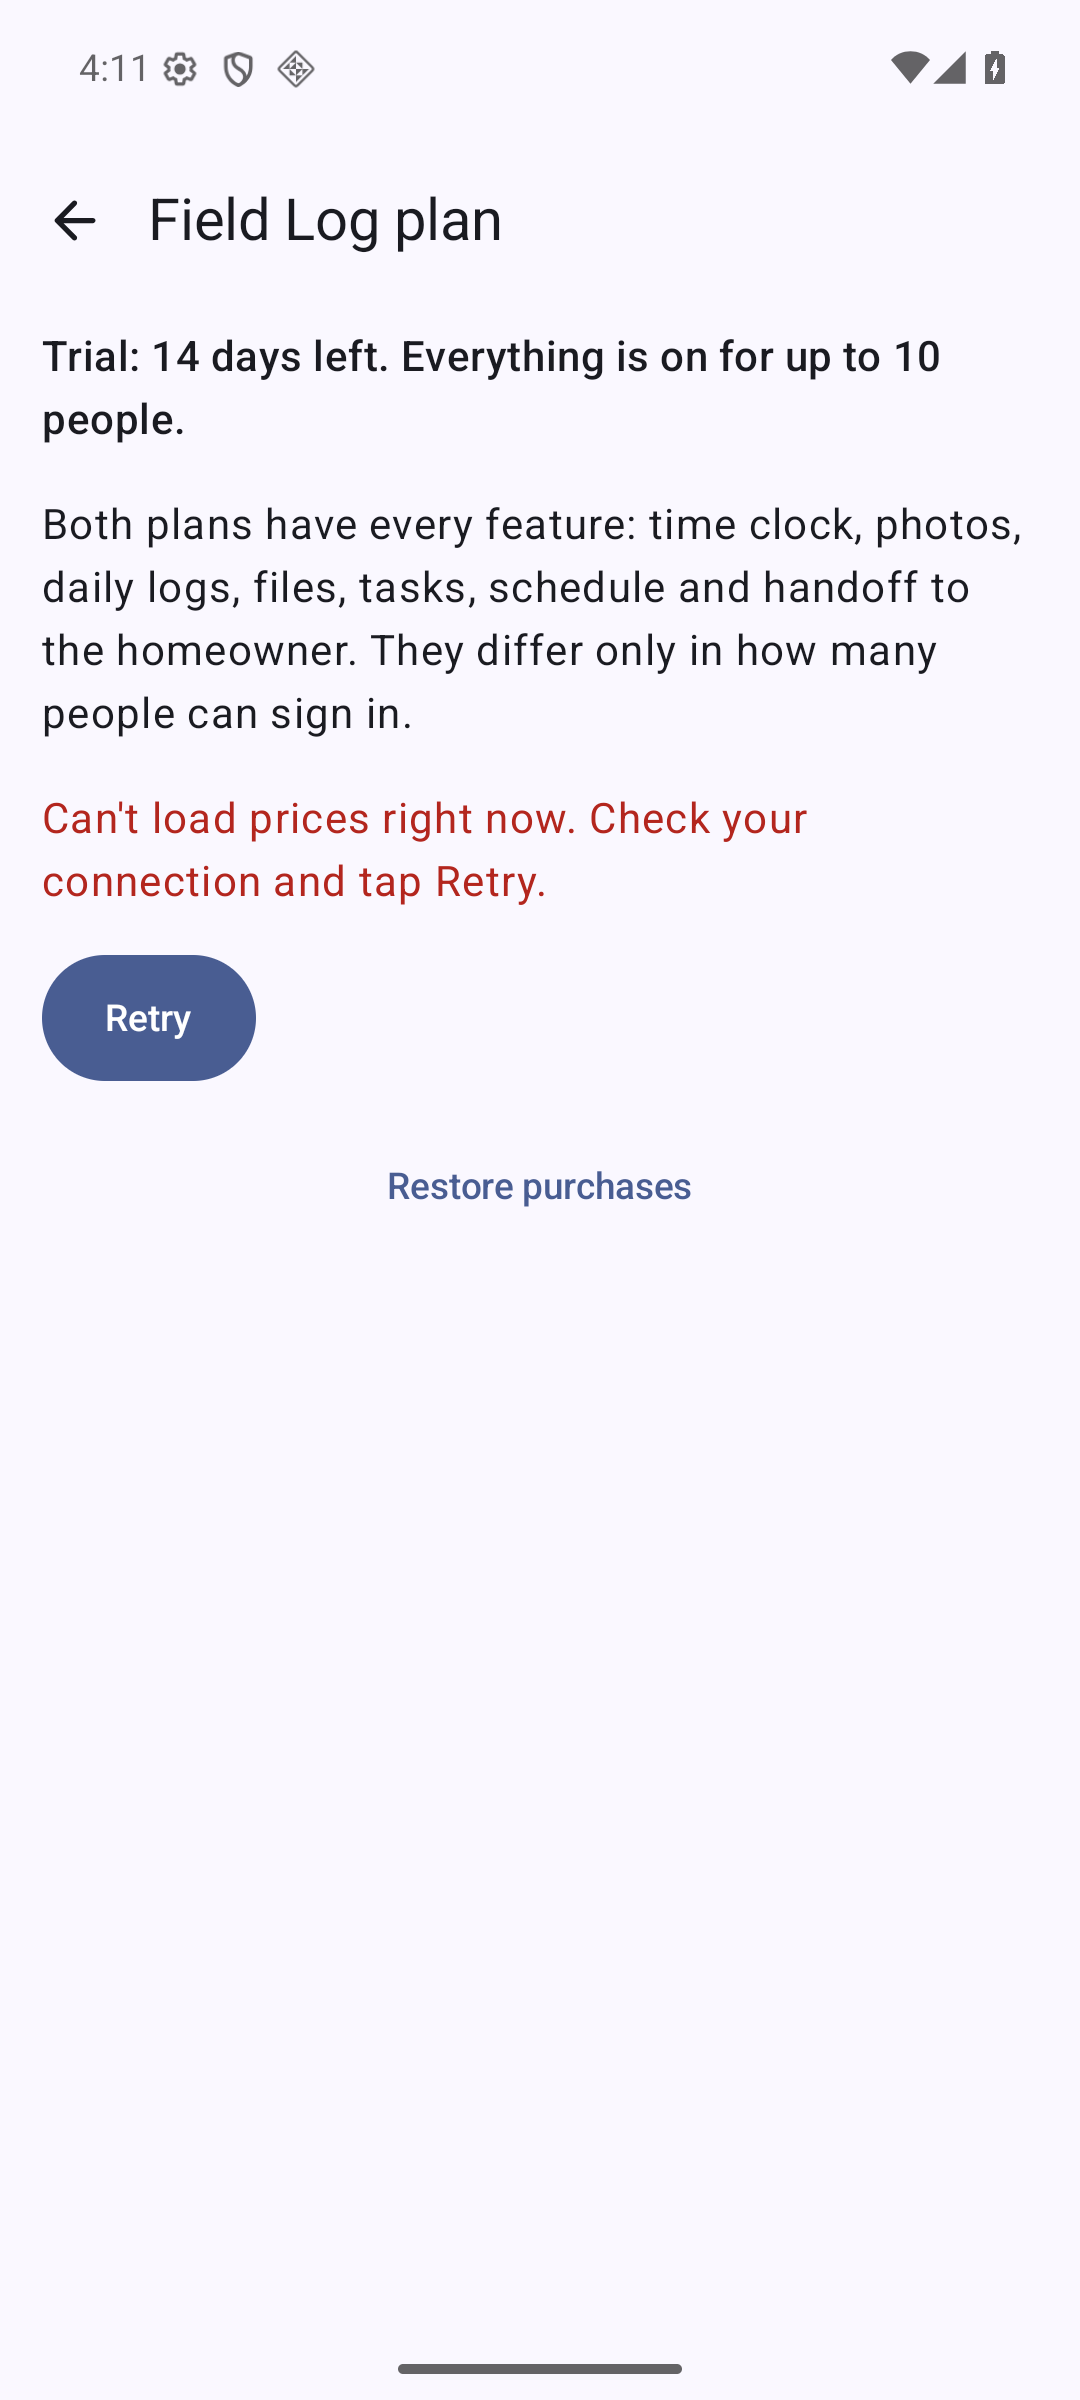 4:11
Field Log plan
Trial: 14 days left. Everything is on for up to 10
people.
Both plans have every feature: time clock, photos,
daily logs, files, tasks, schedule and handoff to
the homeowner. They differ only in how many
people can sign in.
Can't load prices right now. Check your
connection and tap Retry.
Retry
Restore purchases